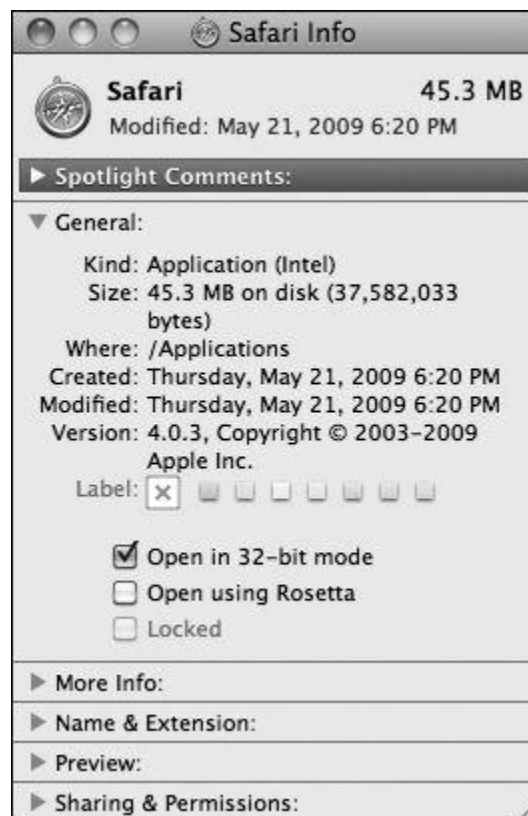 Safari Info
Safari 45.3 MB
Modified: May 21, 2009 6:20 PM
Spotlight Comments:
General:
Kind: Application (Intel)
Size: 45.3 MB on disk (37,582,033
bytes)
Where: /Applications
Created: Thursday, May 21, 2009 6:20 PM
Modified: Thursday, May 21, 2009 6:20 PM
Version: 4.0.3, Copyright © 2003–2009
Apple Inc.
Label:
Open in 32-bit mode
Open using Rosetta
Locked
More Info:
Name & Extension:
Preview:
Sharing & Permissions: